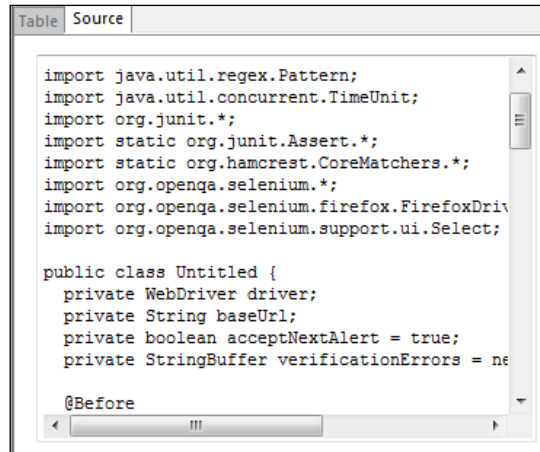 Table Source
import java.util.regex.Pattern;
import java.util.concurrent.TimeUnit;
import org.junit.*;
import static org.junit.Assert.*;
import static org.hamcrest.CoreMatchers.*;
import org.openqa.selenium.*;
import org.openqa.selenium.firefox.FirefoxDriv
import org.openqa.selenium.support.ui.Select;
public class Untitled {
private WebDriver driver;
private String baseUrl;
private boolean acceptNextAlert = true;
private StringBuffer verificationErrors = ne
@Before